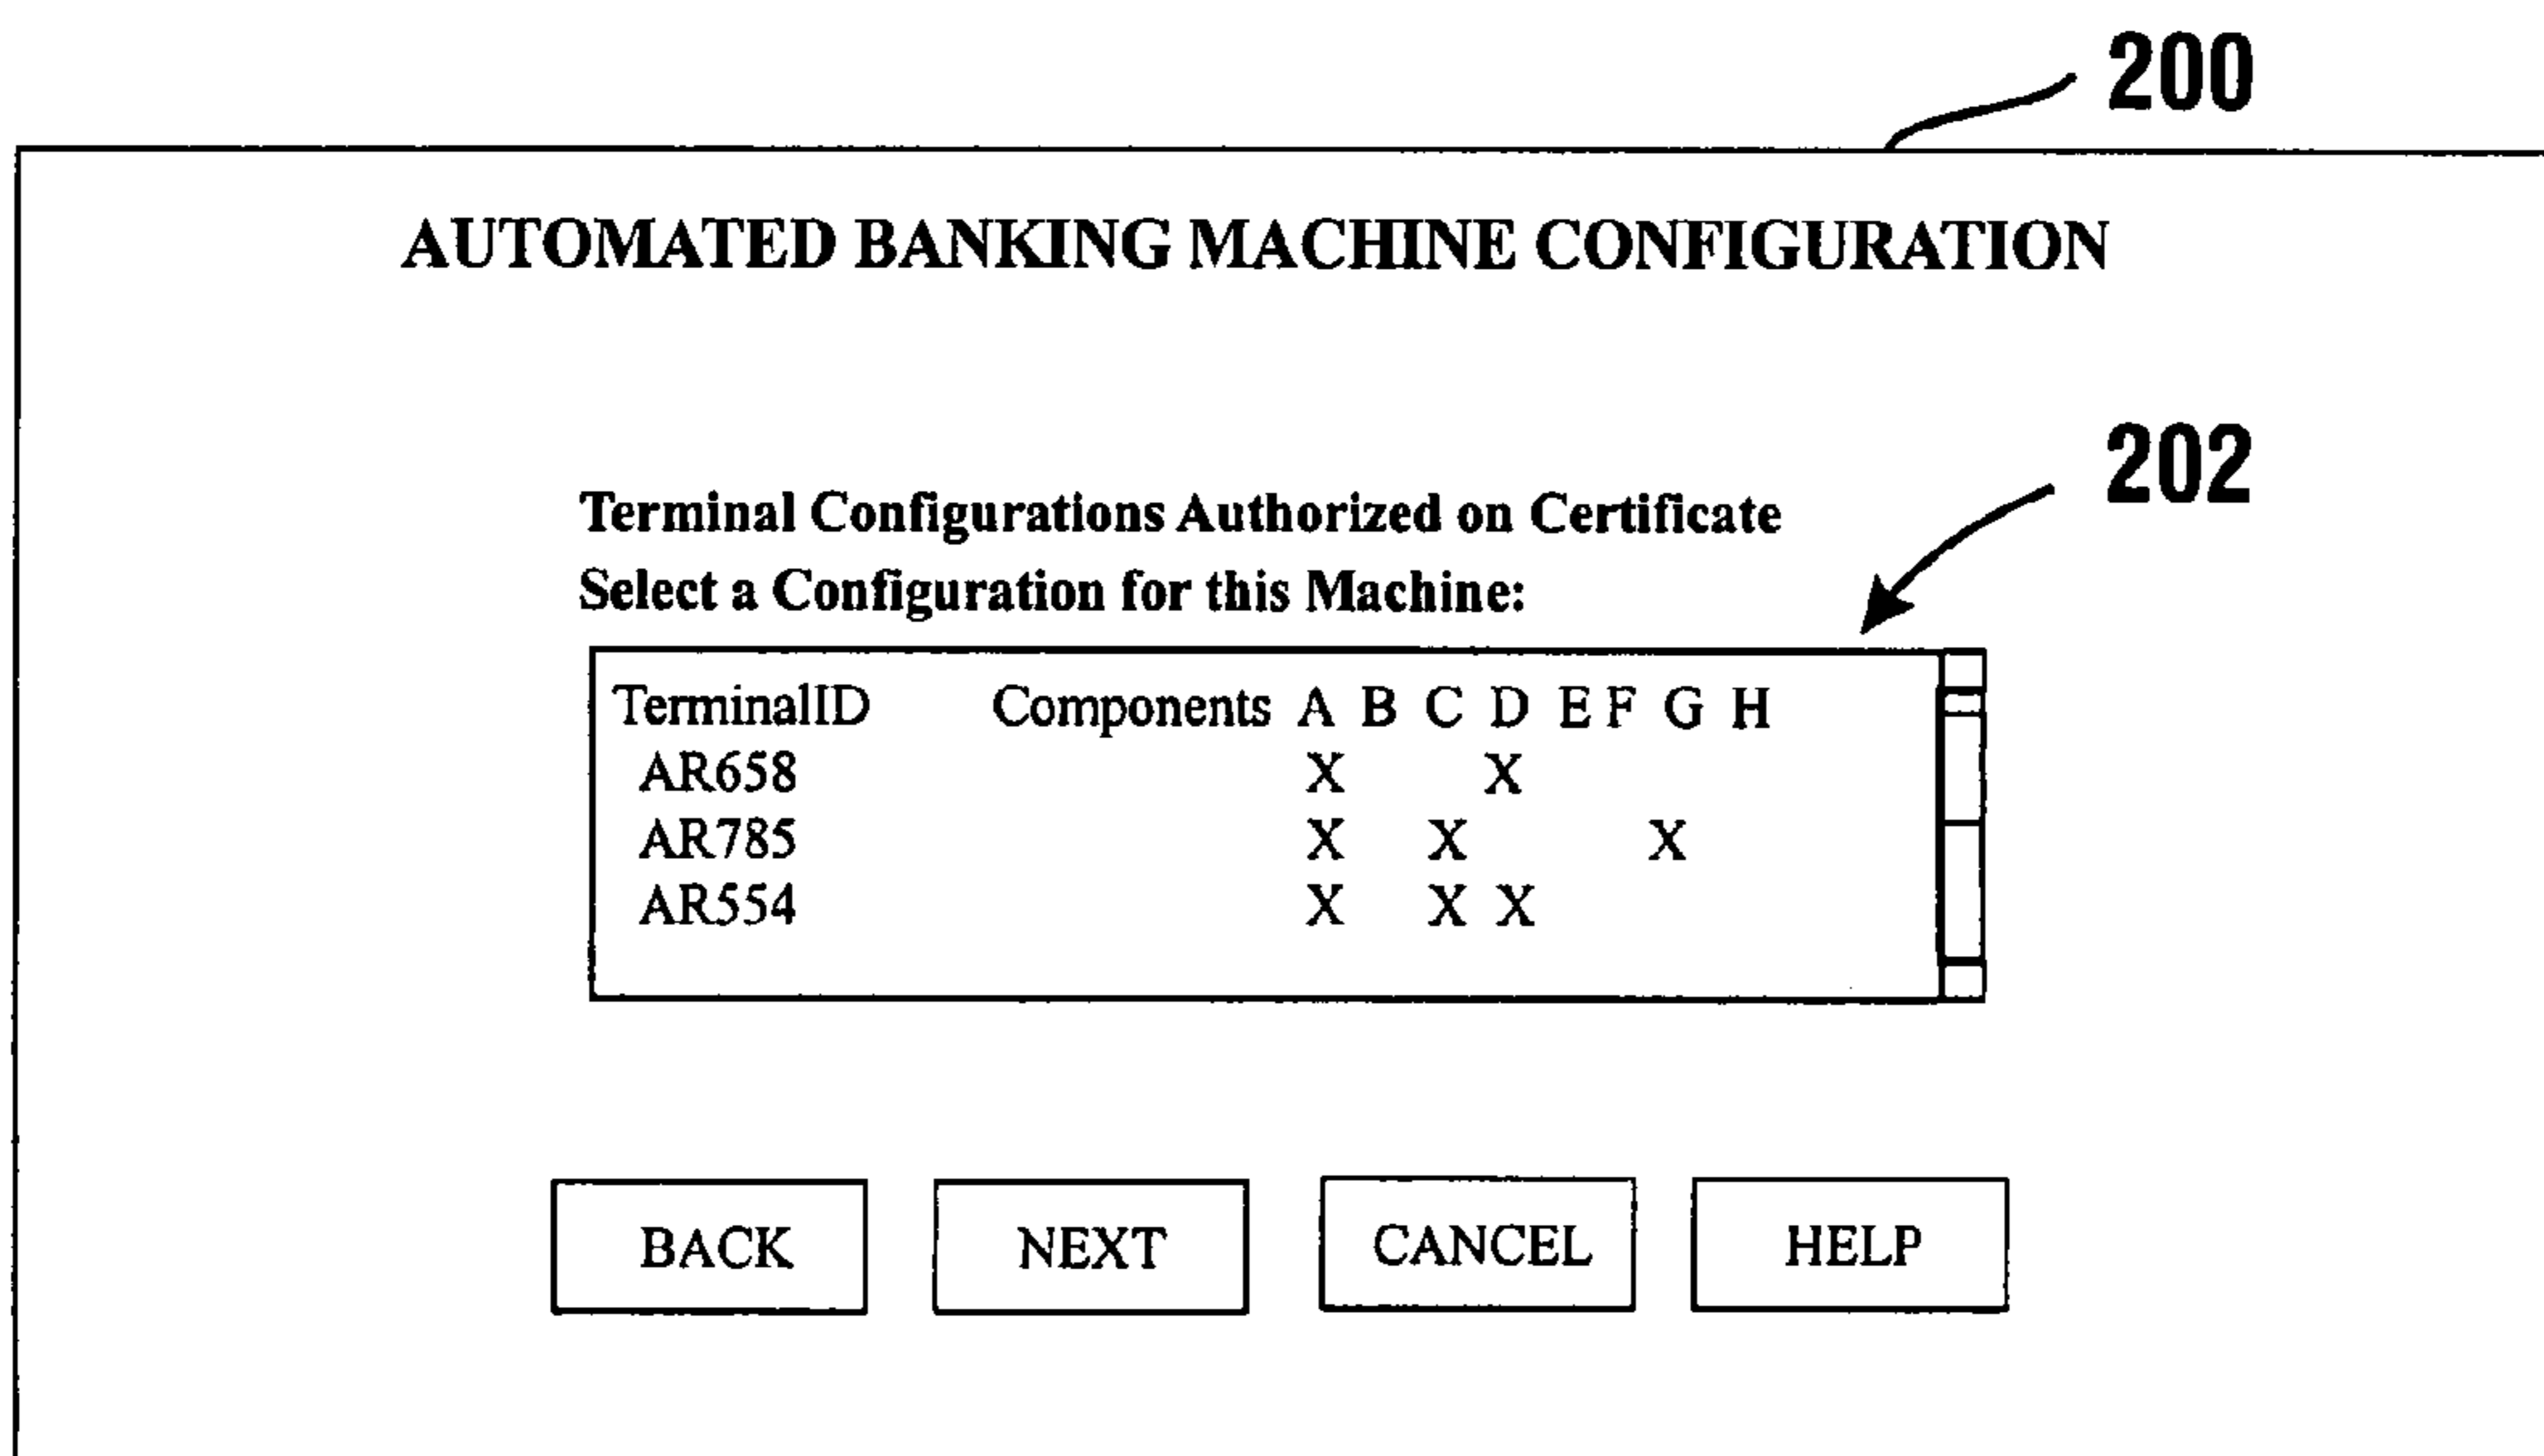 200
AUTOMATED BANKING MACHINE CONFIGURATION
202
Terminal Configurations Authorized on Certificate
Select a Configuration for this Machine:
TerminalID Components A B C D E F G H
AR658 X X
AR785 X X X
AR554 X X X
BACK NEXT CANCEL HELP